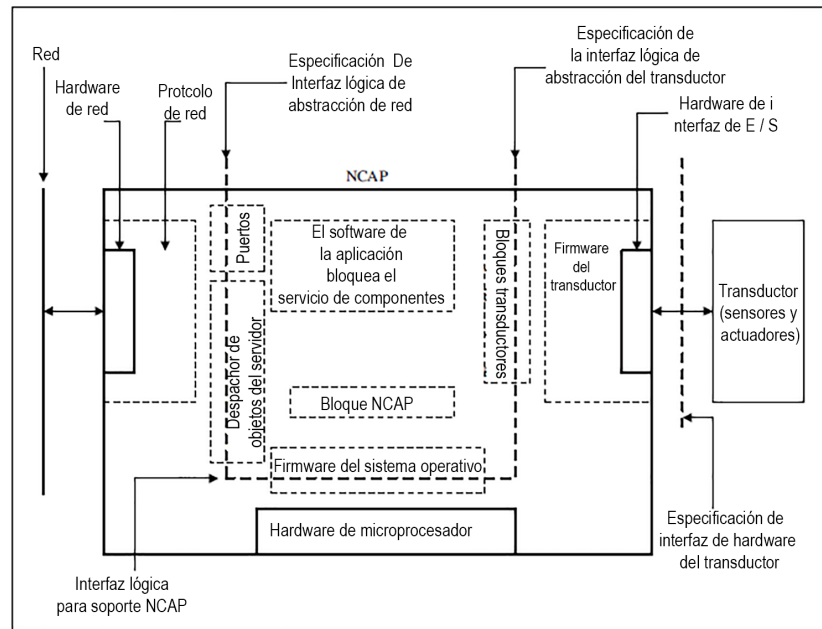 Red
Hardware
de red
Protcolo
de red
Especificación De
Interfaz lógica de
abstracción de red
Especificación de
la interfaz lógica de
abstracción del transductor
Hardware de i
nterfaz de E / S
NCAP
Puertos
El software de
la aplicación
bloquea el
servicio de componentes
Bloques transductores
Firmware
del
transductor
Transductor
(sensores y
actuadores)
Despachor de
objetos del servidor
Bloque NCAP
Firmware del sistema operativo
Hardware de microprocesador
Interfaz lógica
para soporte NCAP
Especificación de
interfaz de hardware
del transductor